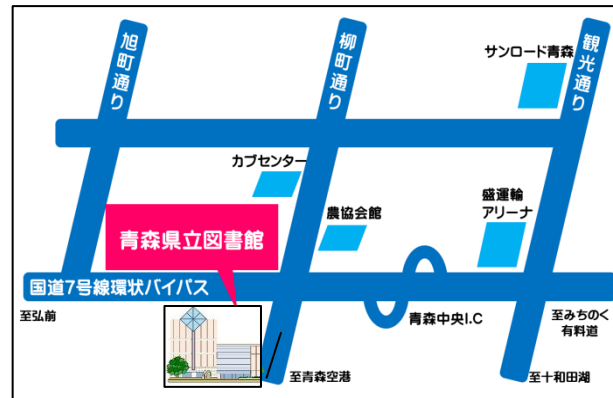 旭町通り
柳町通り
観光通り
サンロード青森
カブセンター
農協会館
盛運輪
アリーナ
青森県立図書館
国道7号線環状バイパス
至弘前
青森中央I.C
至みちのく
有料道
至青森空港
至十和田湖